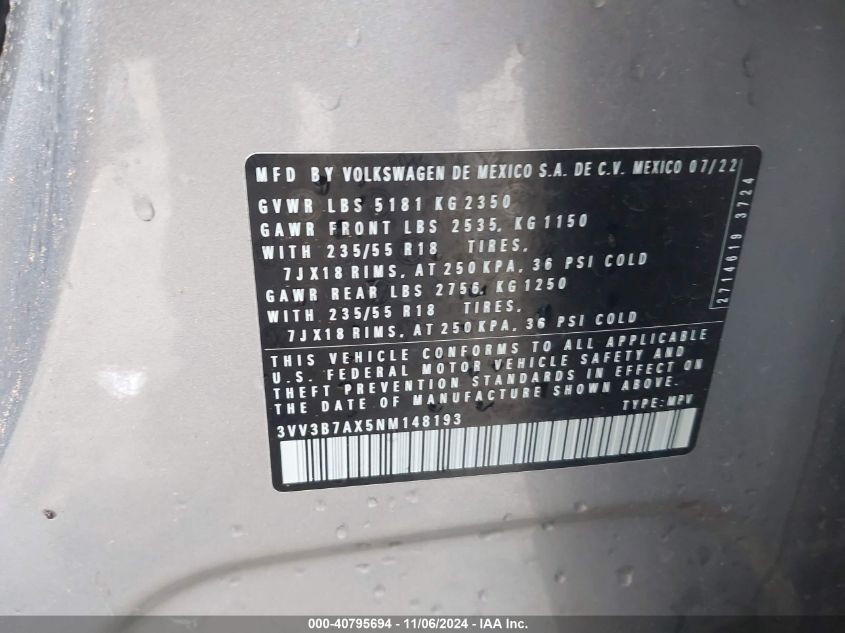 MFD BY VOLKSWAGEN DE MEXICO S.A. DE C.V. MEXICO 07/22
GVWR LBS 5181 KG 2350
GAWR FRONT LBS 2535, KG 1150
WITH 235/55 R18 TIRES,
7JX18 RIMS, AT 250 KPA, 36 PSI COLD
GAWR REAR LBS 2756, KG 1250
WITH 235/55 R18 TIRES,
7JX18 RIMS, AT 250 KPA, 36 PSI COLD
THIS VEHICLE CONFORMS TO ALL APPLICABLE
U.S. FEDERAL MOTOR VEHICLE SAFETY AND
THEFT PREVENTION STANDARDS IN EFFECT ON
THE DATE OF MANUFACTURE SHOWN ABOVE.
3VV3B7AX5NM148193 TYPE: MPV
2714619 3724
000-40795694 - 11/06/2024 - IAA Inc.